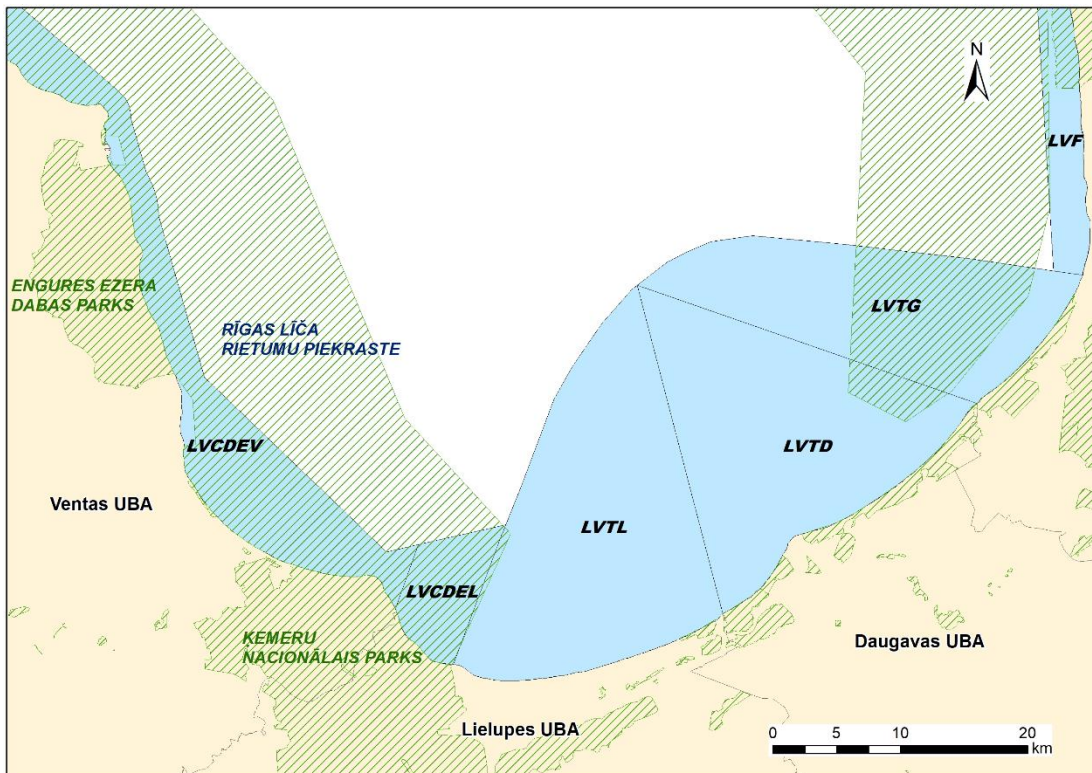 N
LVF
ENGURES EZERA
DABAS PARKS
RĪGAS LĪČA
RIETUMU PIEKRASTE
LVTG
LVCDEV
LVTD
Ventas UBA
LVTL
LVCDEL
ĶEMERU
NACIONĀLAIS PARKS
Daugavas UBA
Lielupes UBA
0 5 10 20
km